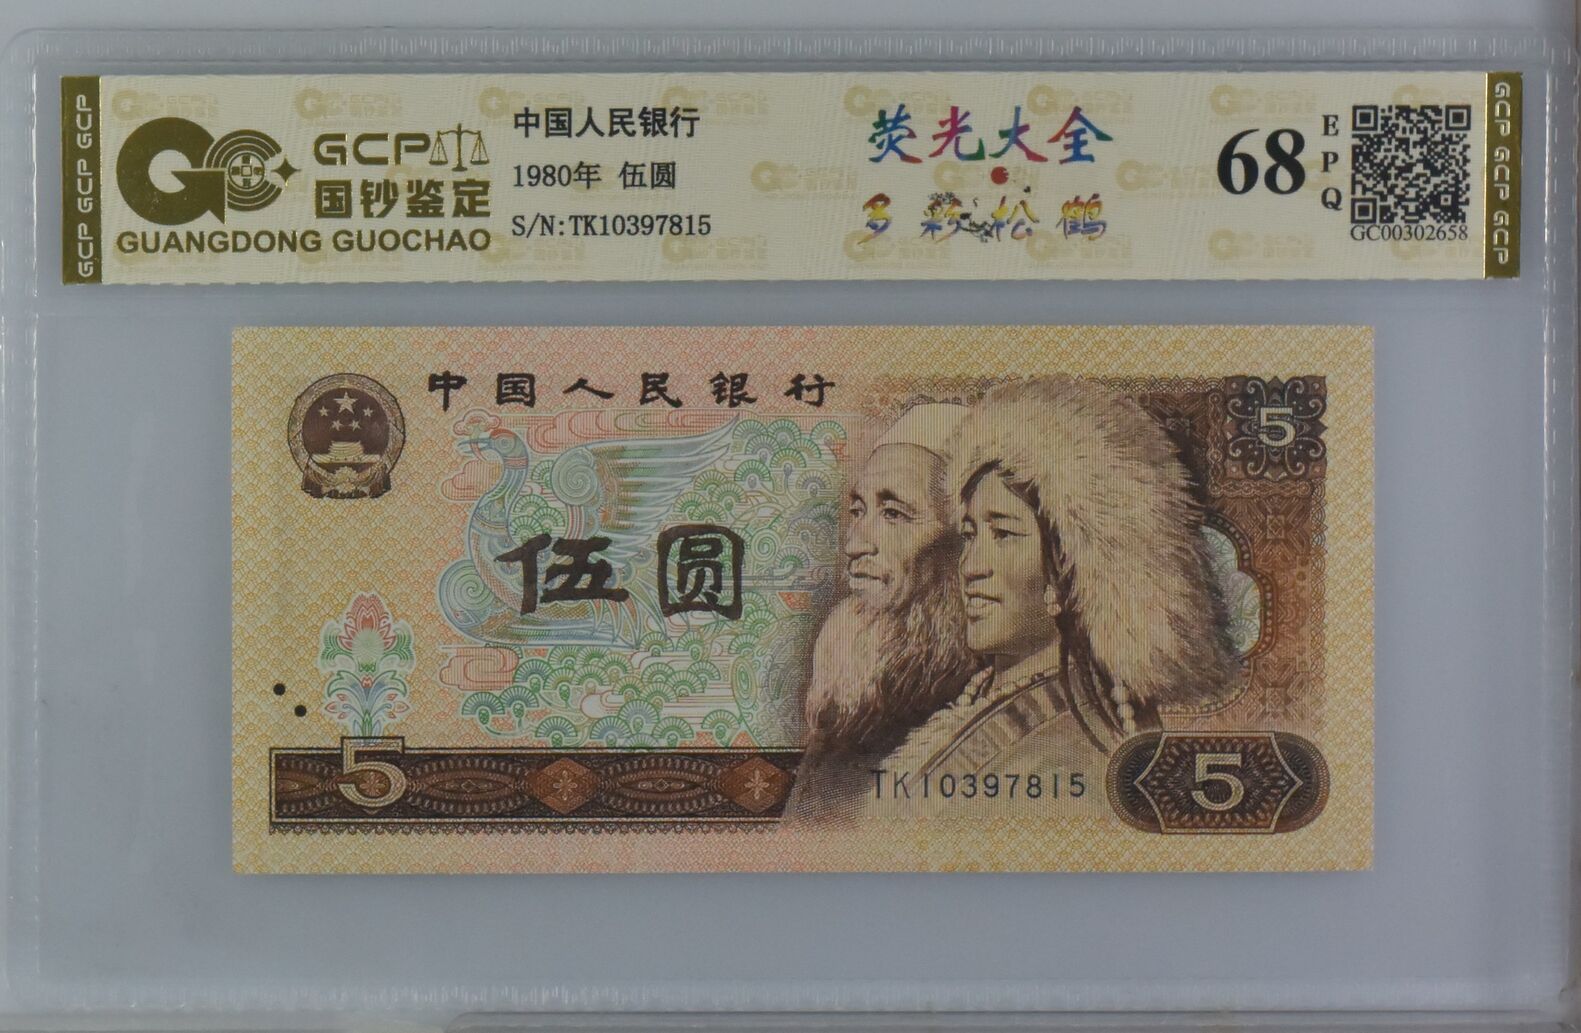 GCP GCP GCP
GCP
国钞鉴定
GUANGDONG GUOCHAO
中国人民银行
1980年 伍圆
S/N:TK10397815
荧光大全
多彩松鹤
68
EPQ
GC00302658
GCP GCP GCP
中国人民银行
5
伍圆
5
TK10397815
5